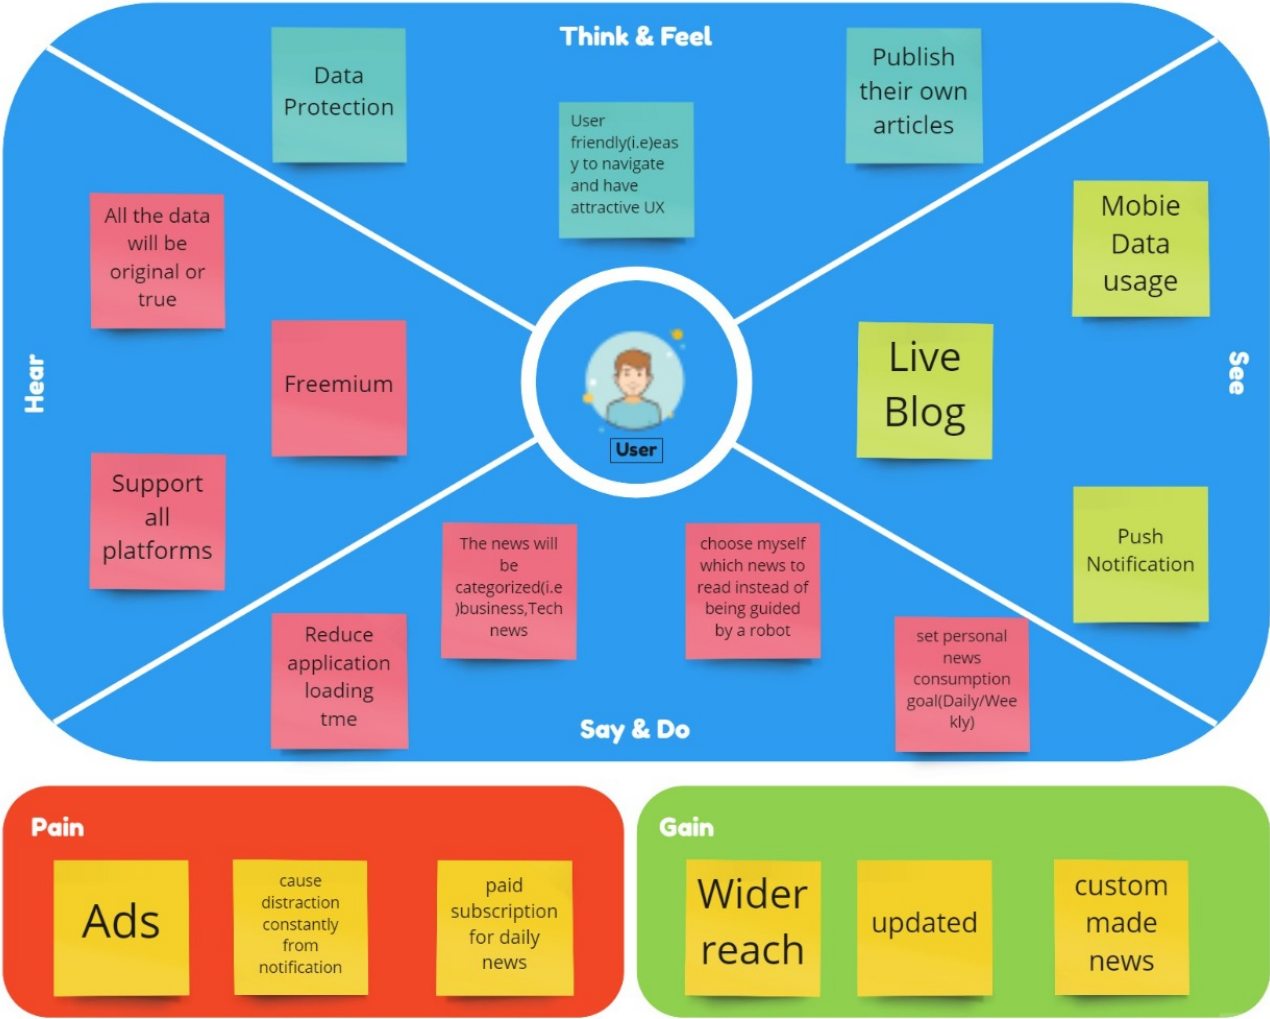 Think & Feel
Data
Protection
User
friendly(i.e)eas
y to navigate
and have
attractive UX
Publish
their own
articles
Hear
All the data
will be
original or
true
Freemium
Support
all
platforms
User
See
Mobie
Data
usage
Live
Blog
Push
Notification
Reduce
application
loading
tme
The news will
be
categorized(i.e
)business,Tech
news
choose myself
which news to
read instead of
being guided
by a robot
set personal
news
consumption
goal(Daily/Wee
kly)
Say & Do
Pain
Ads
cause
distraction
constantly
from
notification
paid
subscription
for daily
news
Gain
Wider
reach
updated
custom
made
news